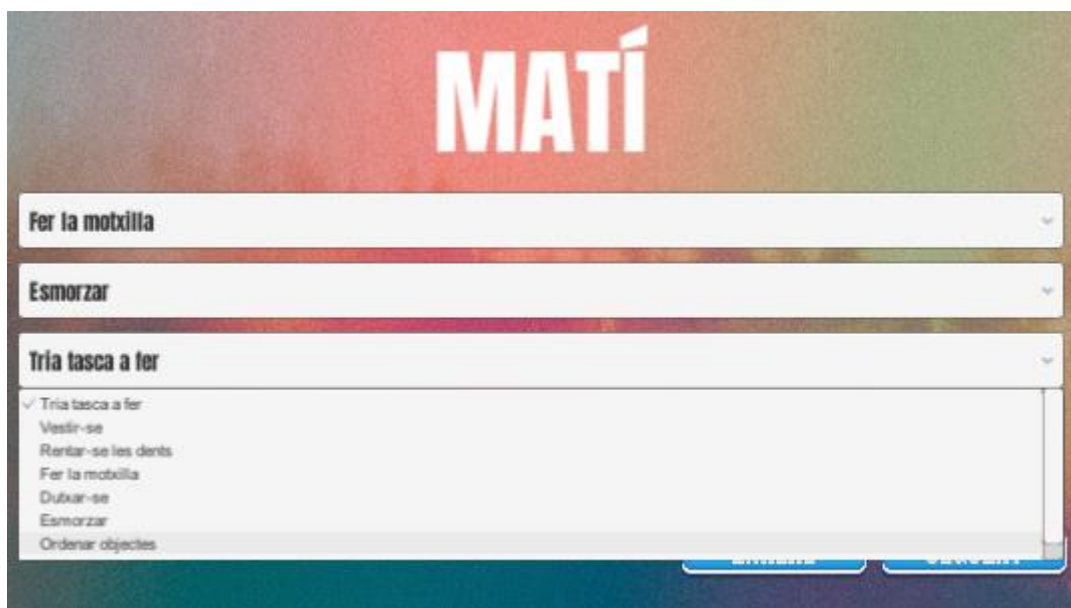 MATÍ
Fer la motxilla
Esmorzar
Tria tasca a fer
Tria tasca a fer
Vestir-se
Rentar-se les dents
Fer la motxilla
Dutxar-se
Esmorzar
Ordenar objectes